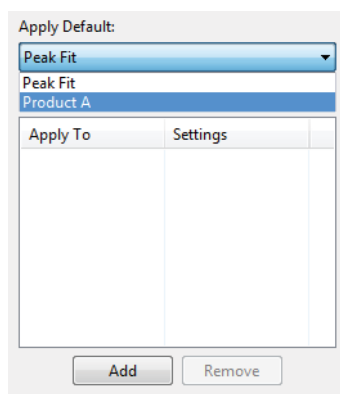 Apply Default:
Peak Fit
Peak Fit
Product A
Apply To Settings
Add Remove